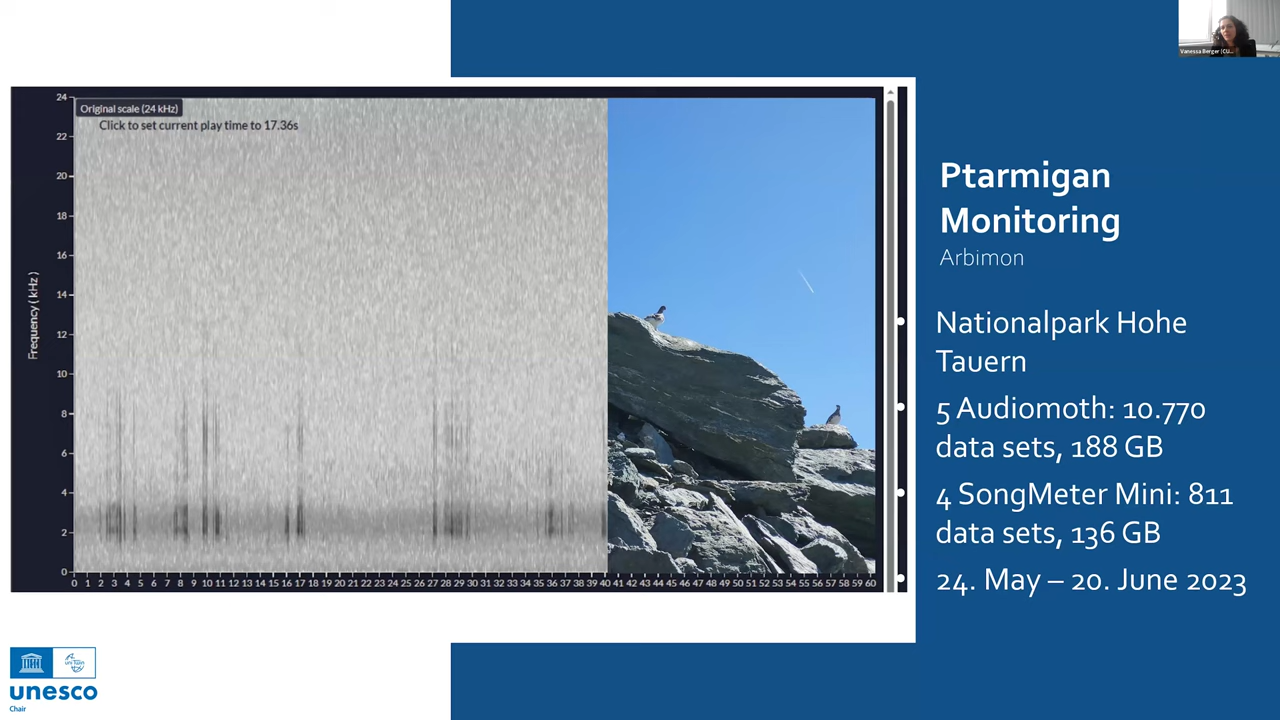 Vanessa Berger (CU...
24
Original scale (24 kHz)
Click to set current play time to 17.36s
22
20
18
16
14
12
10
8
6
4
2
0
Frequency ( kHz )
0 1 2 3 4 5 6 7 8 9 10 11 12 13 14 15 16 17 18 19 20 21 22 23 24 25 26 27 28 29 30 31 32 33 34 35 36 37 38 39 40 41 42 43 44 45 46 47 48 49 50 51 52 53 54 55 56 57 58 59 60
Ptarmigan
Monitoring
Arbimon
Nationalpark Hohe
Tauern
5 Audiomoth: 10.770
data sets, 188 GB
4 SongMeter Mini: 811
data sets, 136 GB
24. May – 20. June 2023
unesco
Chair